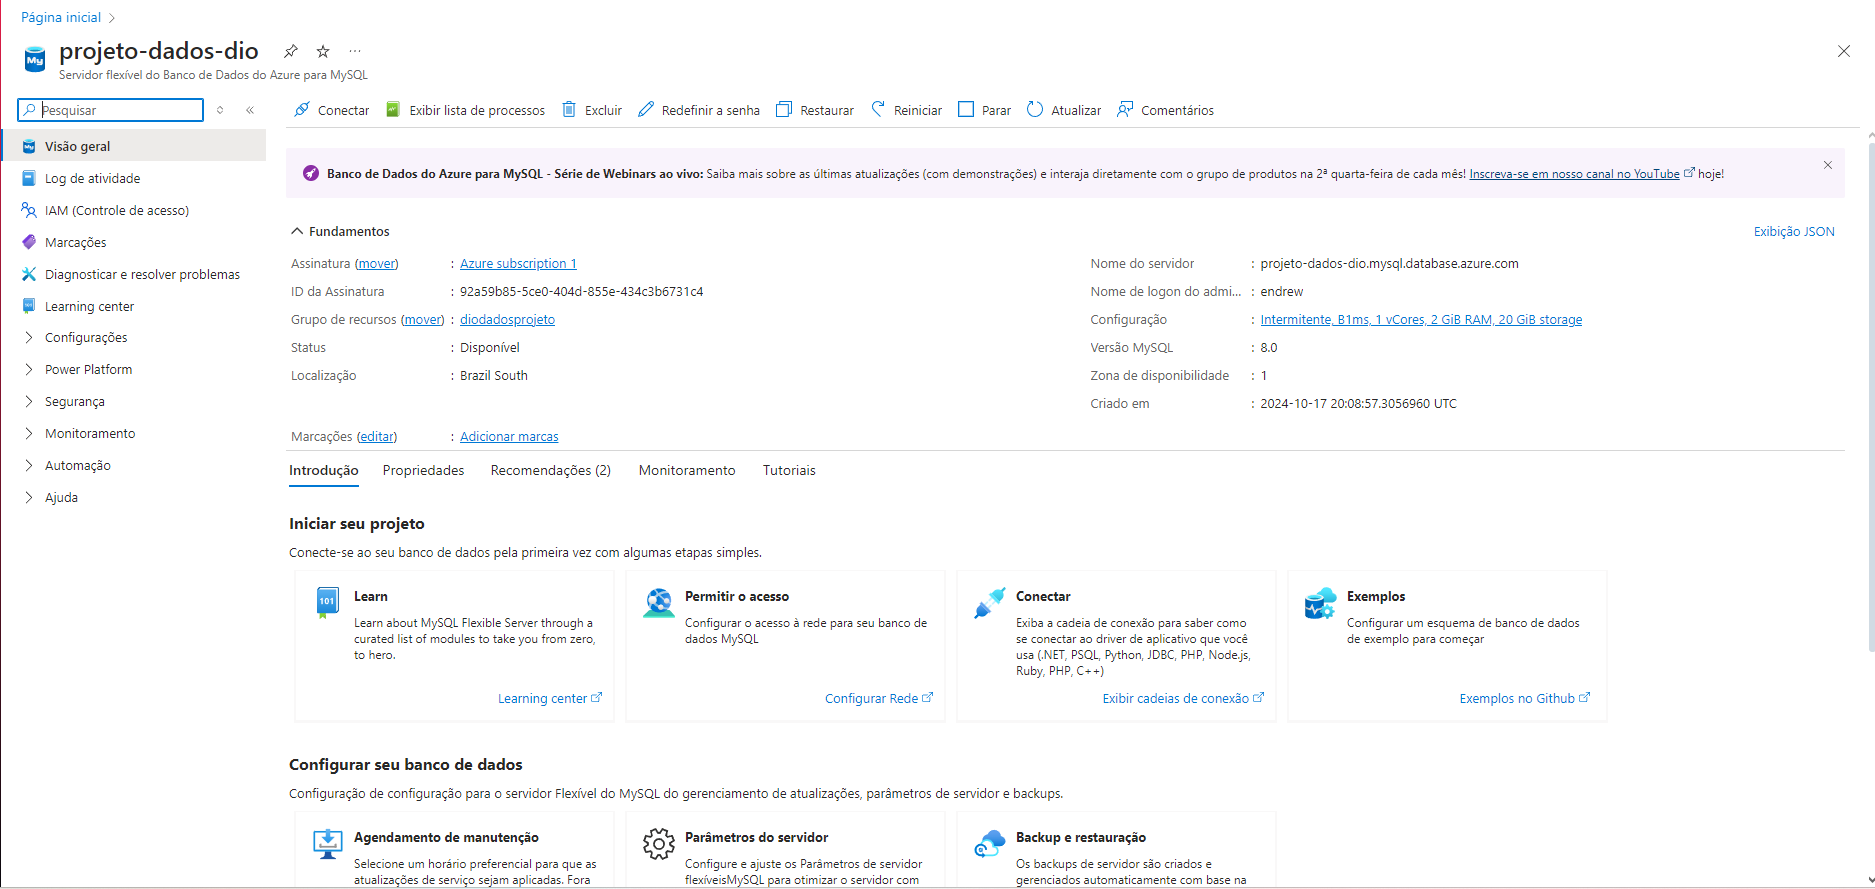 Página inicial
projeto-dados-dio
Servidor flexível do Banco de Dados do Azure para MySQL
Pesquisar
Conectar Exibir lista de processos Excluir Redefinir a senha Restaurar Reiniciar Parar Atualizar Comentários
Visão geral
Log de atividade
IAM (Controle de acesso)
Marcações
Diagnosticar e resolver problemas
Learning center
Configurações
Power Platform
Segurança
Monitoramento
Automação
Ajuda
Banco de Dados do Azure para MySQL - Série de Webinars ao vivo: Saiba mais sobre as últimas atualizações (com demonstrações) e interaja diretamente com o grupo de produtos na 2ª quarta-feira de cada mês! Inscreva-se em nosso canal no YouTube hoje!
Fundamentos
Exibição JSON
Assinatura (mover) : Azure subscription 1
ID da Assinatura : 92a59b85-5ce0-404d-855e-434c3b6731c4
Grupo de recursos (mover) : diodadosprojeto
Status : Disponível
Localização : Brazil South
Nome do servidor : projeto-dados-dio.mysql.database.azure.com
Nome de logon do admi... : endrew
Configuração : Intermitente, B1ms, 1 vCores, 2 GiB RAM, 20 GiB storage
Versão MySQL : 8.0
Zona de disponibilidade : 1
Criado em : 2024-10-17 20:08:57.3056960 UTC
Marcações (editar) : Adicionar marcas
Introdução Propriedades Recomendações (2) Monitoramento Tutoriais
Iniciar seu projeto
Conecte-se ao seu banco de dados pela primeira vez com algumas etapas simples.
101
Learn
Learn about MySQL Flexible Server through a
curated list of modules to take you from zero,
to hero.
Learning center
Permitir o acesso
Configurar o acesso à rede para seu banco de
dados MySQL
Configurar Rede
Conectar
Exiba a cadeia de conexão para saber como
se conectar ao driver de aplicativo que você
usa (.NET, PSQL, Python, JDBC, PHP, Node.js,
Ruby, PHP, C++)
Exibir cadeias de conexão
Exemplos
Configurar um esquema de banco de dados
de exemplo para começar
Exemplos no Github
Configurar seu banco de dados
Configuração de configuração para o servidor Flexível do MySQL do gerenciamento de atualizações, parâmetros de servidor e backups.
Agendamento de manutenção
Selecione um horário preferencial para que as
atualizações de serviço sejam aplicadas. Fora
Parâmetros do servidor
Configure e ajuste os Parâmetros de servidor
flexíveisMySQL para otimizar o servidor com
Backup e restauração
Os backups de servidor são criados e
gerenciados automaticamente com base na